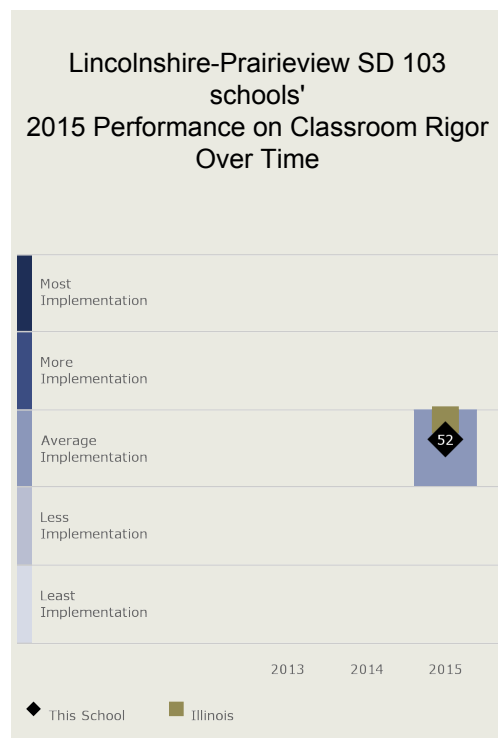 Lincolnshire-Prairieview SD 103
schools'
2015 Performance on Classroom Rigor
Over Time
Most
Implementation
More
Implementation
Average
Implementation
52
Less
Implementation
Least
Implementation
2013 2014 2015
This School Illinois